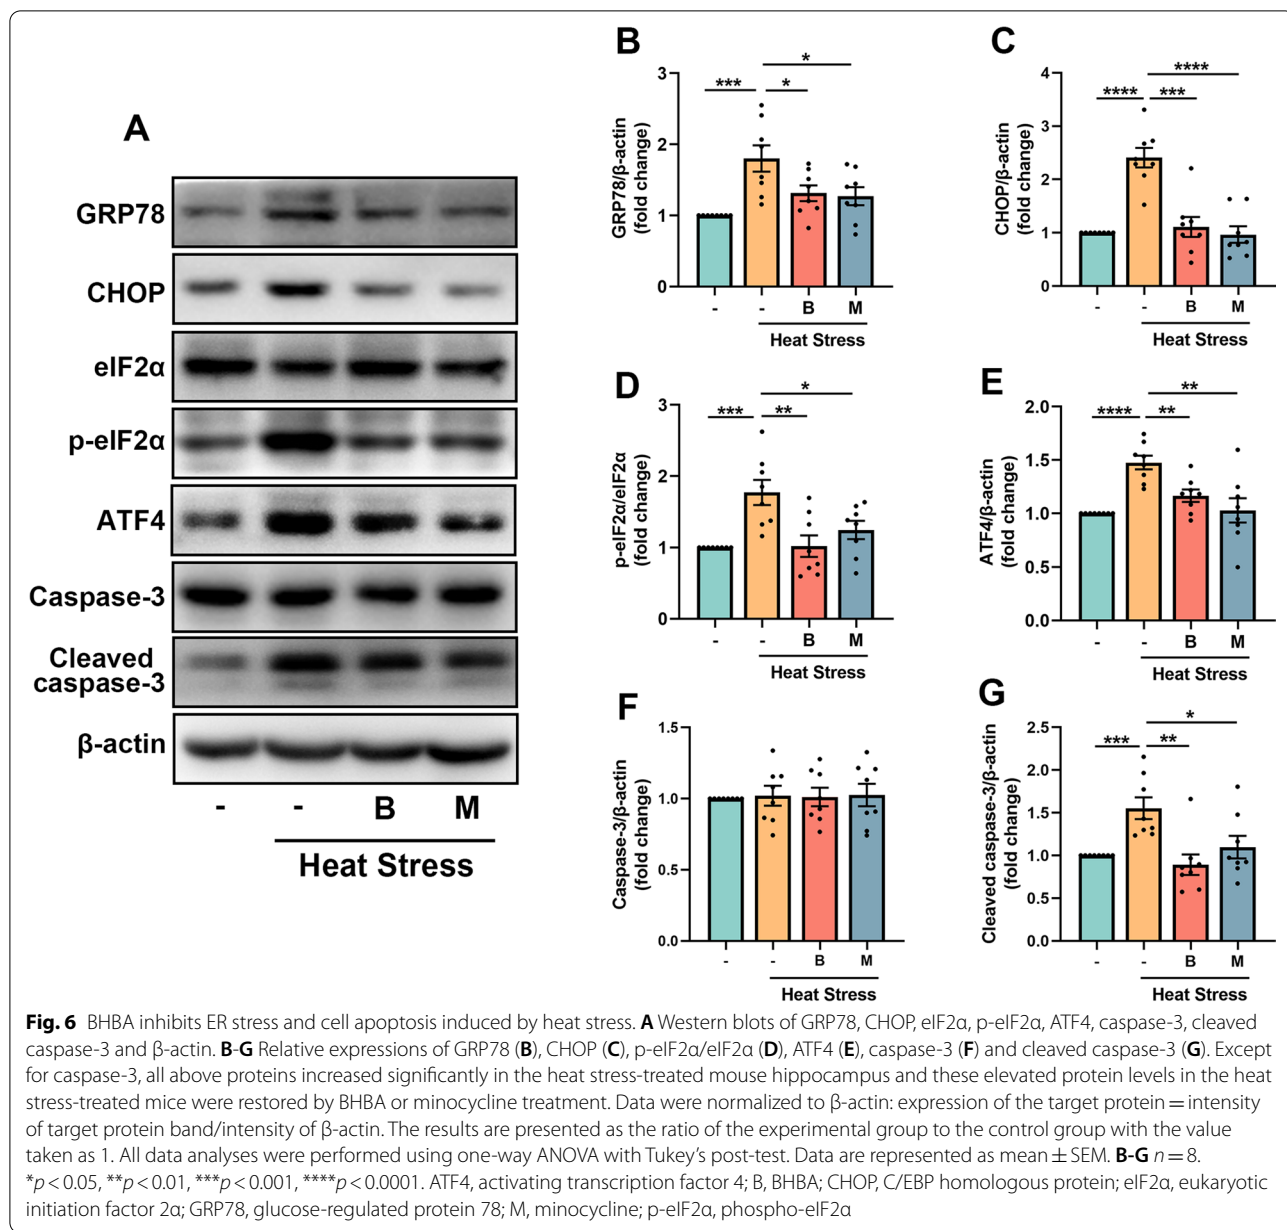 A
GRP78
CHOP
eIF2α
p-eIF2α
ATF4
Caspase-3
Cleaved
caspase-3
β-actin
- - B M
Heat Stress
B
GRP78/β-actin
(fold change)
3
2
1
0
*** *
*
- - B M
Heat Stress
C
CHOP/β-actin
(fold change)
4
3
2
1
0
**** ***
****
- - B M
Heat Stress
D
p-eIF2α/eIF2α
(fold change)
3
2
1
0
*** **
*
- - B M
Heat Stress
E
ATF4/β-actin
(fold change)
2.0
1.5
1.0
0.5
0.0
**** **
**
- - B M
Heat Stress
F
Caspase-3/β-actin
(fold change)
1.5
1.0
0.5
0.0
- - B M
Heat Stress
G
Cleaved caspase-3/β-actin
(fold change)
2.5
2.0
1.5
1.0
0.5
0.0
*** **
*
- - B M
Heat Stress
Fig. 6 BHBA inhibits ER stress and cell apoptosis induced by heat stress. A Western blots of GRP78, CHOP, eIF2α, p-eIF2α, ATF4, caspase-3, cleaved
caspase-3 and β-actin. B-G Relative expressions of GRP78 (B), CHOP (C), p-eIF2α/eIF2α (D), ATF4 (E), caspase-3 (F) and cleaved caspase-3 (G). Except
for caspase-3, all above proteins increased significantly in the heat stress-treated mouse hippocampus and these elevated protein levels in the heat
stress-treated mice were restored by BHBA or minocycline treatment. Data were normalized to β-actin: expression of the target protein = intensity
of target protein band/intensity of β-actin. The results are presented as the ratio of the experimental group to the control group with the value
taken as 1. All data analyses were performed using one-way ANOVA with Tukey's post-test. Data are represented as mean ± SEM. B-G n = 8.
*p < 0.05, **p < 0.01, ***p < 0.001, ****p < 0.0001. ATF4, activating transcription factor 4; B, BHBA; CHOP, C/EBP homologous protein; eIF2α, eukaryotic
initiation factor 2α; GRP78, glucose-regulated protein 78; M, minocycline; p-eIF2α, phospho-eIF2α